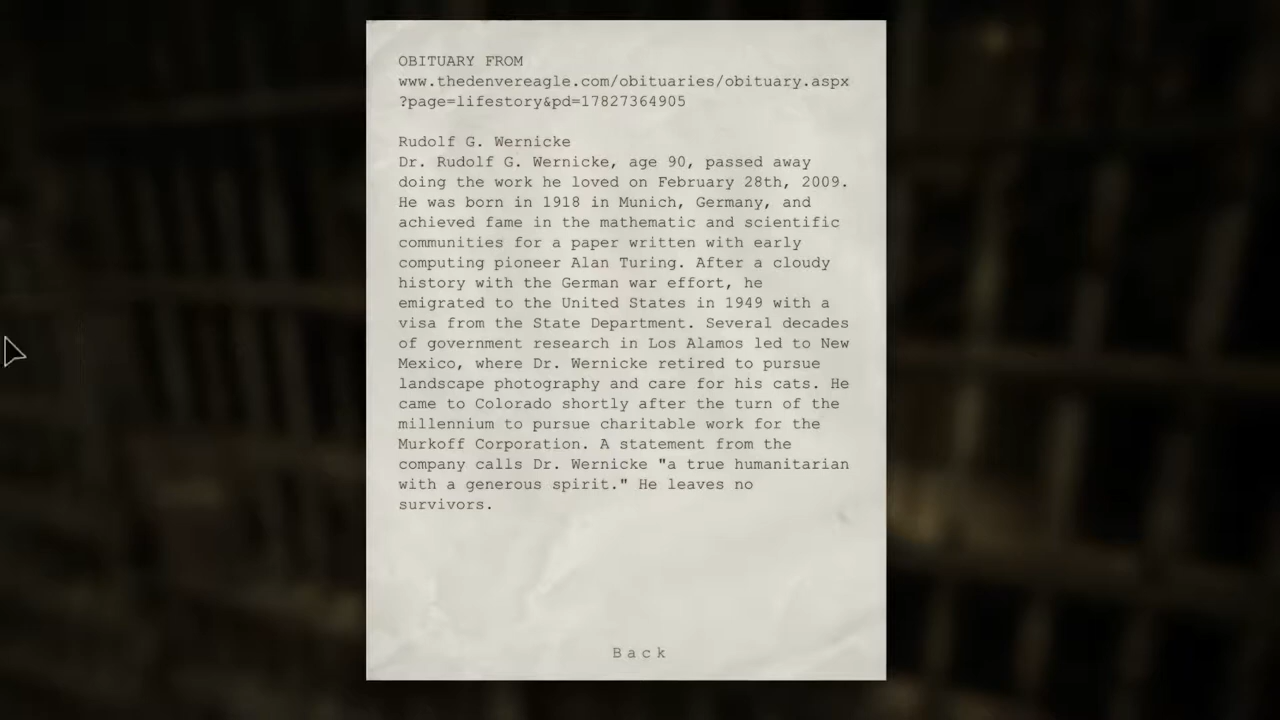 OBITUARY FROM
www.thedenvereagle.com/obituaries/obituary.aspx
?page=lifestory&pd=17827364905
Rudolf G. Wernicke
Dr. Rudolf G. Wernicke, age 90, passed away
doing the work he loved on February 28th, 2009.
He was born in 1918 in Munich, Germany, and
achieved fame in the mathematic and scientific
communities for a paper written with early
computing pioneer Alan Turing. After a cloudy
history with the German war effort, he
emigrated to the United States in 1949 with a
visa from the State Department. Several decades
of government research in Los Alamos led to New
Mexico, where Dr. Wernicke retired to pursue
landscape photography and care for his cats. He
came to Colorado shortly after the turn of the
millennium to pursue charitable work for the
Murkoff Corporation. A statement from the
company calls Dr. Wernicke "a true humanitarian
with a generous spirit." He leaves no
survivors.
Back